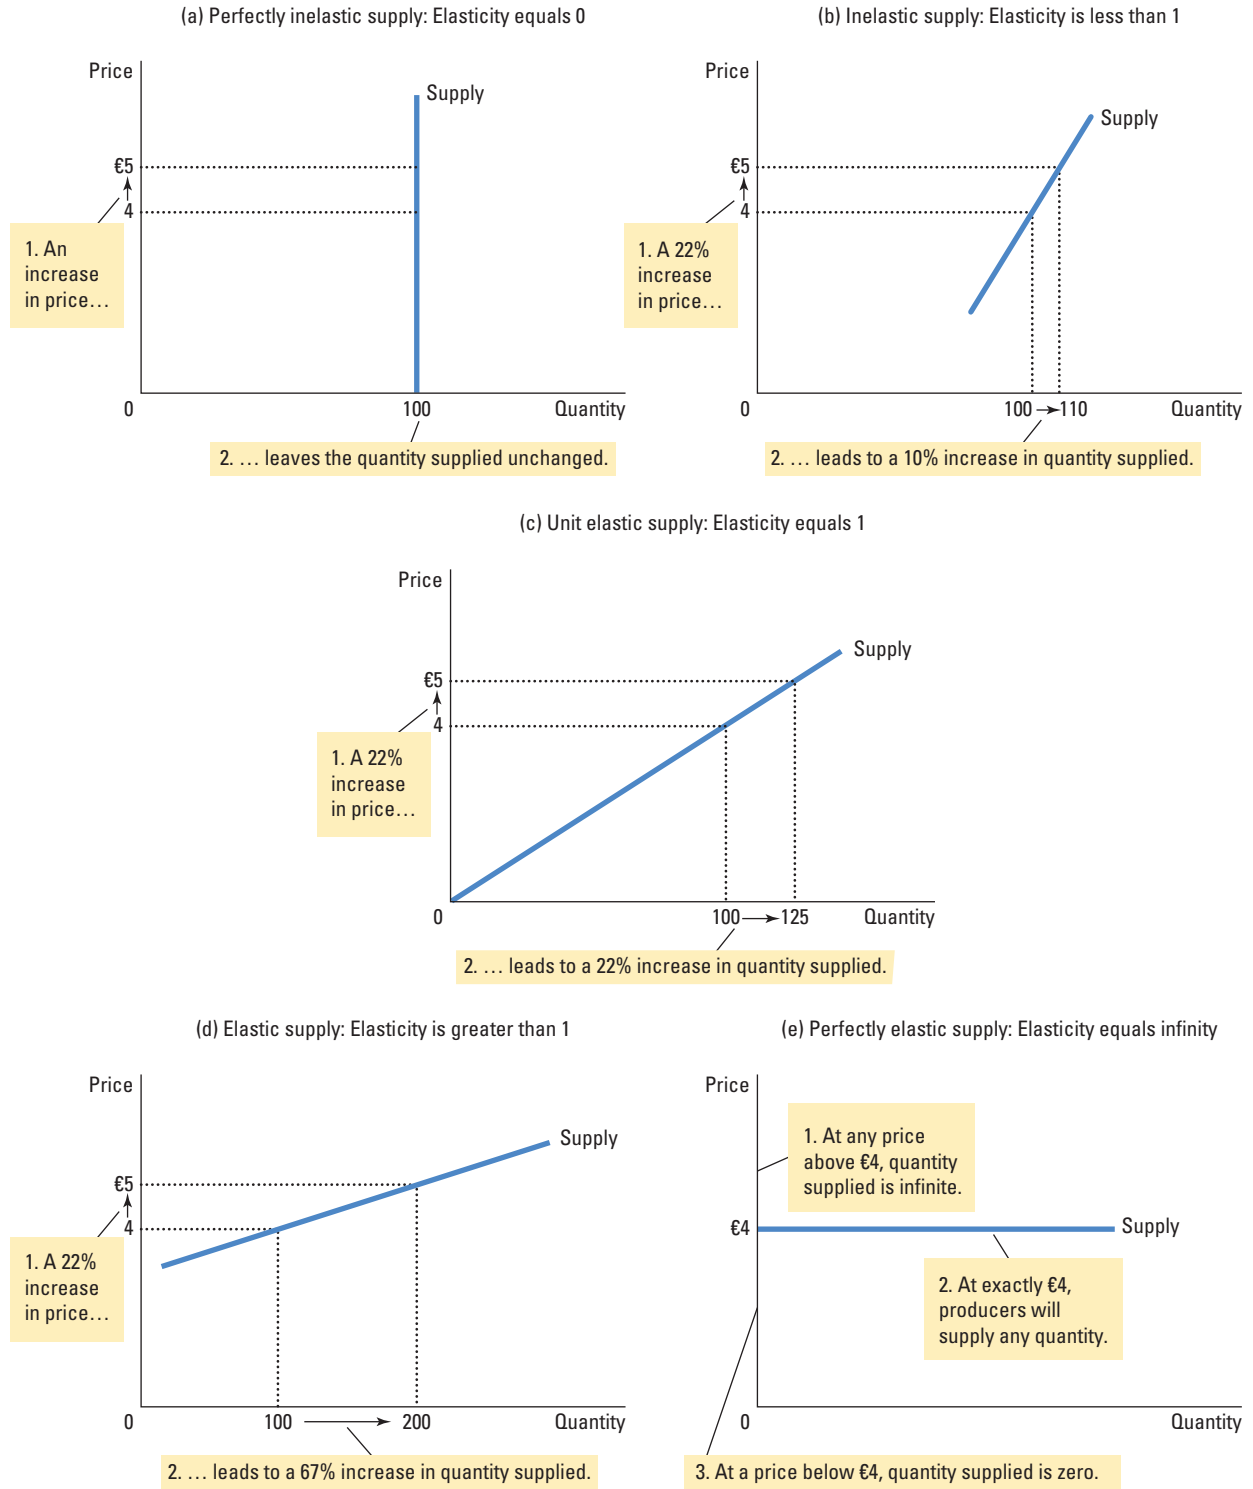 (a) Perfectly inelastic supply: Elasticity equals 0
Price
Supply
€5
4
1. An
increase
in price…
0
100
Quantity
2. … leaves the quantity supplied unchanged.
(b) Inelastic supply: Elasticity is less than 1
Price
Supply
€5
4
1. A 22%
increase
in price…
0
100
110
Quantity
2. … leads to a 10% increase in quantity supplied.
(c) Unit elastic supply: Elasticity equals 1
Price
Supply
€5
4
1. A 22%
increase
in price…
0
100
125
Quantity
2. … leads to a 22% increase in quantity supplied.
(d) Elastic supply: Elasticity is greater than 1
Price
Supply
€5
4
1. A 22%
increase
in price…
0
100
200
Quantity
2. … leads to a 67% increase in quantity supplied.
(e) Perfectly elastic supply: Elasticity equals infinity
Price
1. At any price
above €4, quantity
supplied is infinite.
€4
Supply
2. At exactly €4,
producers will
supply any quantity.
0
Quantity
3. At a price below €4, quantity supplied is zero.